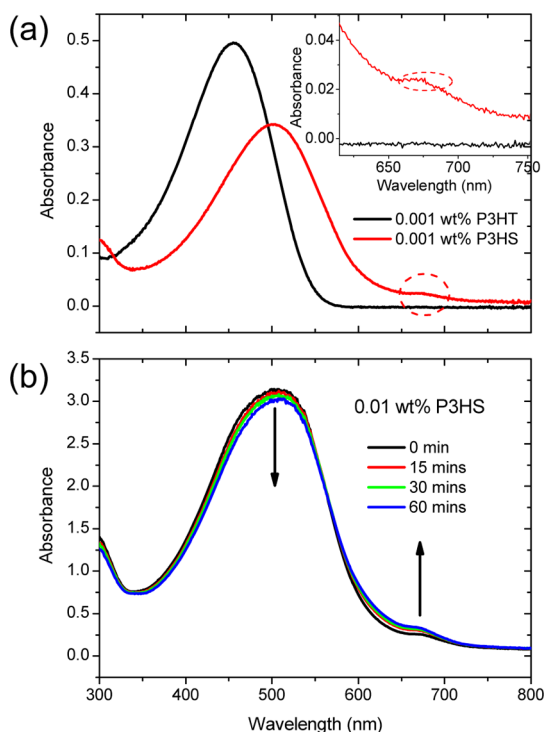 (a)
0.5
0.4
0.3
0.2
0.1
0.0
Absorbance
0.04
0.02
0.00
Absorbance
650 700 750
Wavelength (nm)
0.001 wt% P3HT
0.001 wt% P3HS
(b)
3.5
3.0
2.5
2.0
1.5
1.0
0.5
0.0
Absorbance
0.01 wt% P3HS
0 min
15 mins
30 mins
60 mins
300 400 500 600 700 800
Wavelength (nm)